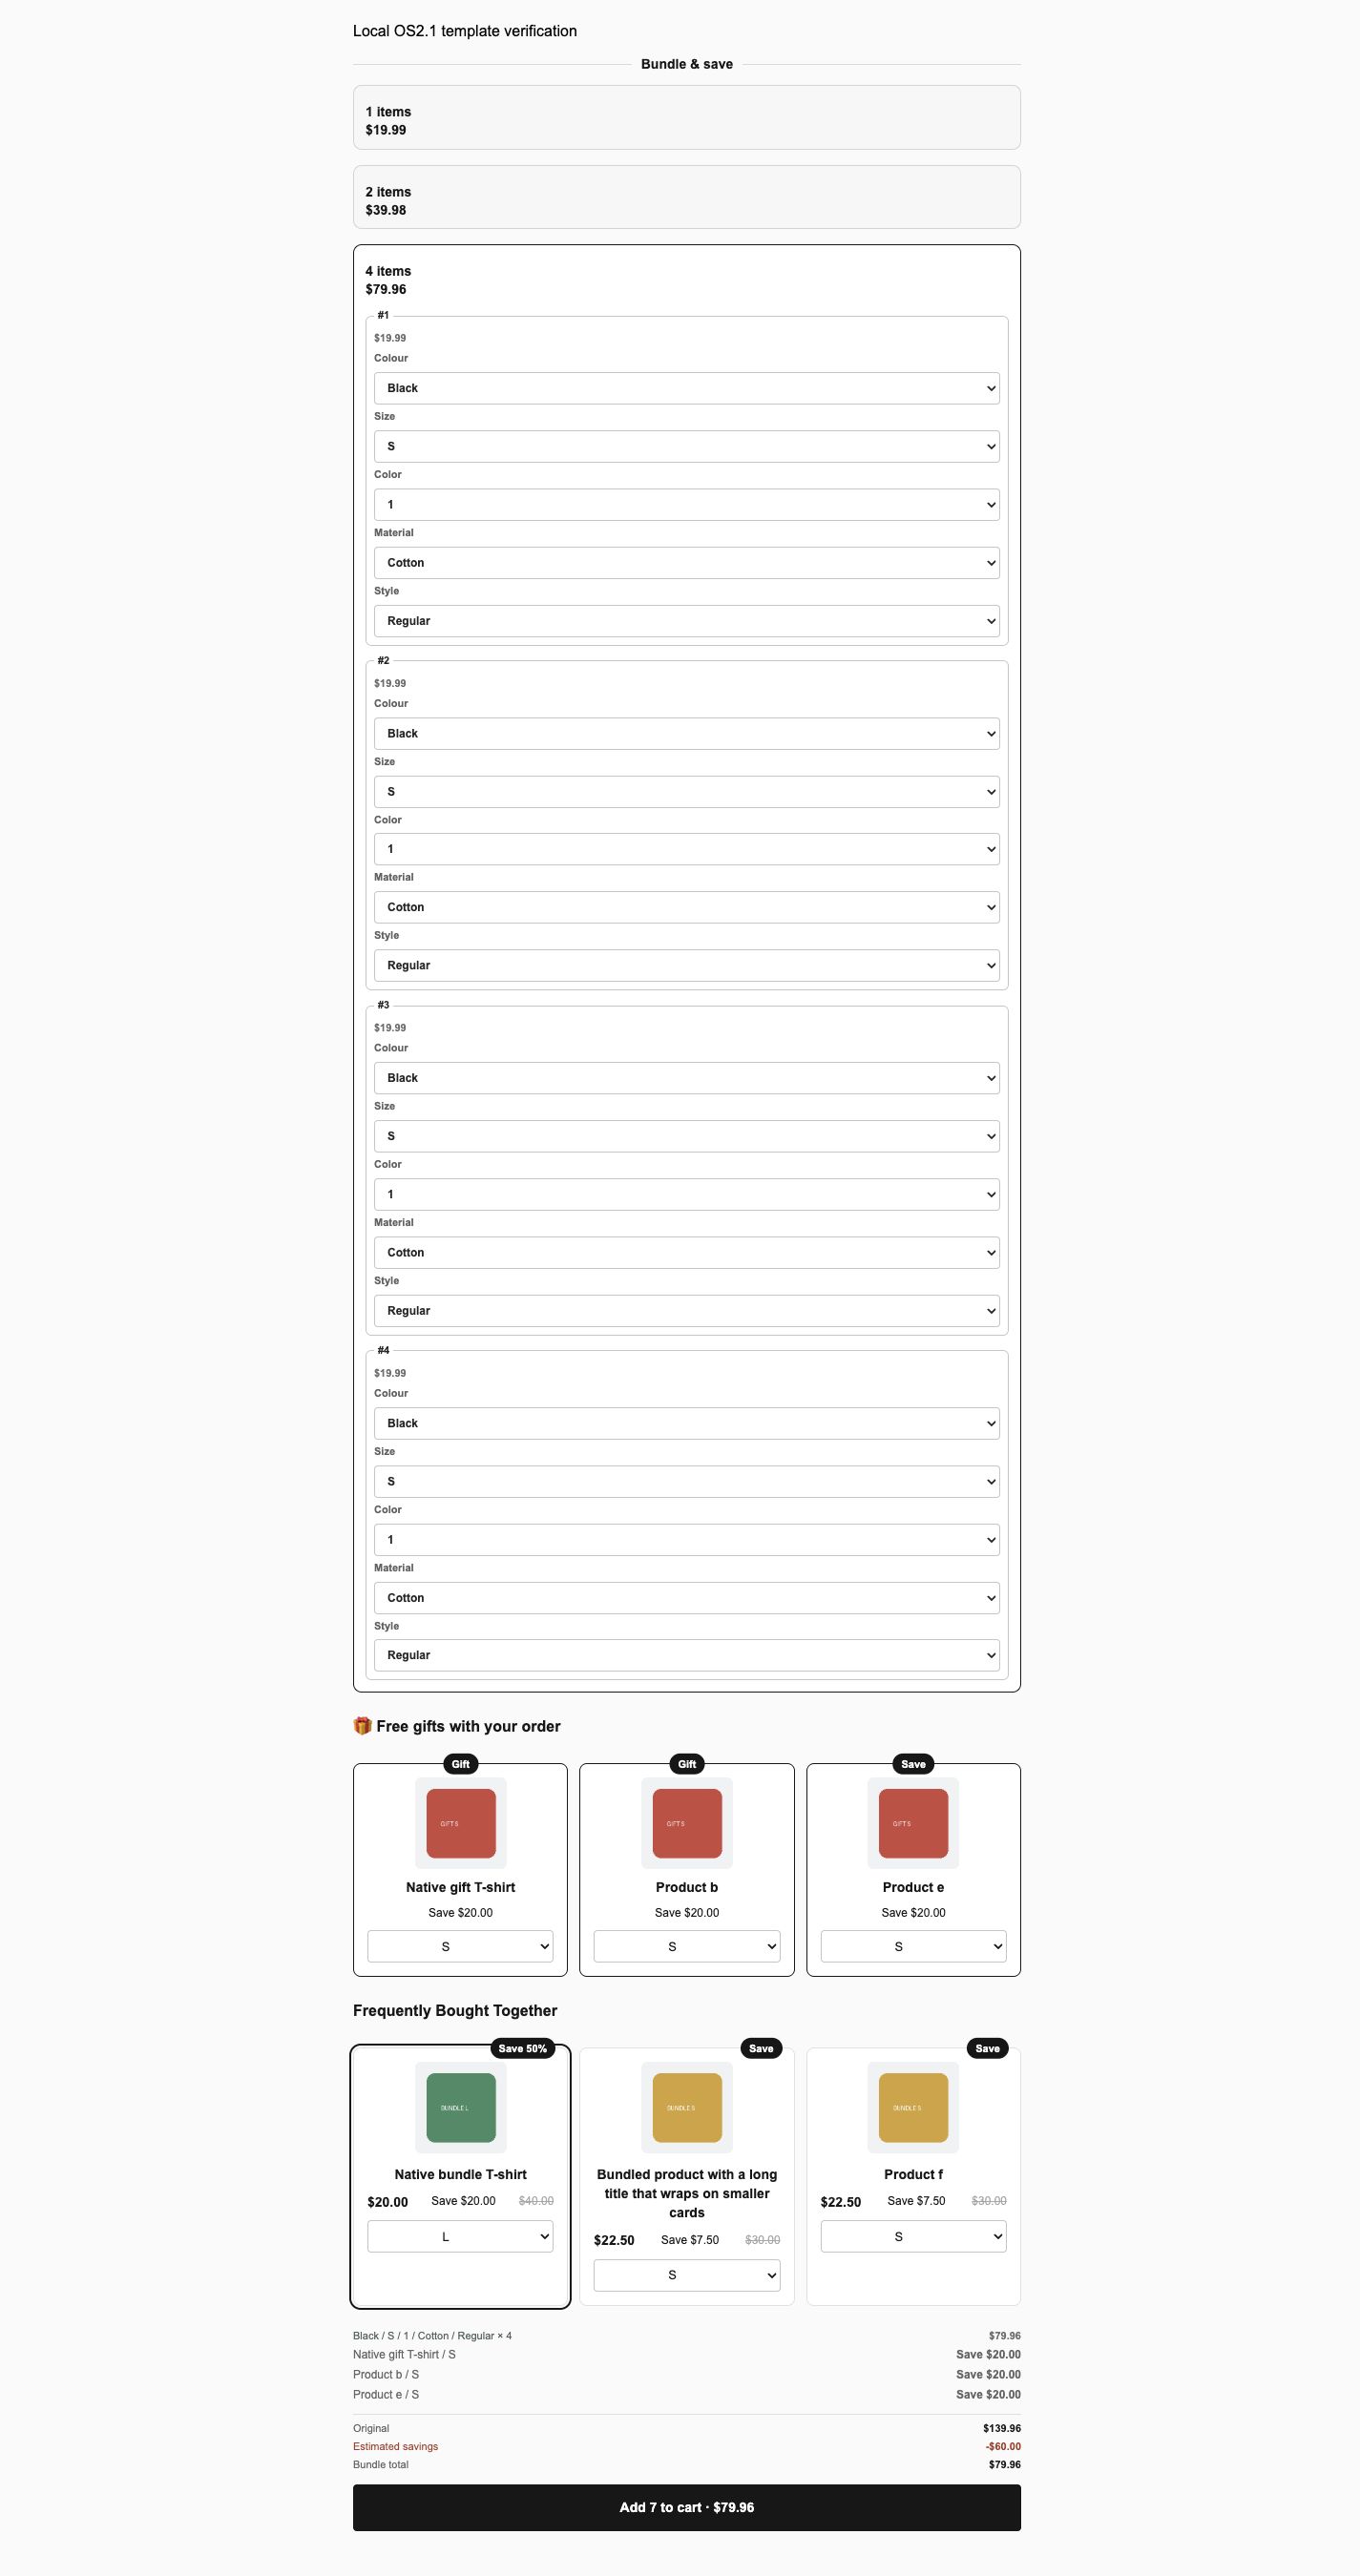 Local OS2.1 template verification
Bundle & save
1 items
$19.99
2 items
$39.98
4 items
$79.96
#1
$19.99
Colour
Black
Size
S
Color
1
Material
Cotton
Style
Regular
#2
$19.99
Colour
Black
Size
S
Color
1
Material
Cotton
Style
Regular
#3
$19.99
Colour
Black
Size
S
Color
1
Material
Cotton
Style
Regular
#4
$19.99
Colour
Black
Size
S
Color
1
Material
Cotton
Style
Regular
Free gifts with your order
Gift
GIFT S
Native gift T-shirt
Save $20.00
S
Gift
GIFT S
Product b
Save $20.00
S
Save
GIFT S
Product e
Save $20.00
S
Frequently Bought Together
Save 50%
BUNDLE L
Native bundle T-shirt
$20.00 Save $20.00 $40.00
L
Save
BUNDLE S
Bundled product with a long
title that wraps on smaller
cards
$22.50 Save $7.50 $30.00
S
Save
BUNDLE S
Product f
$22.50 Save $7.50 $30.00
S
Black / S / 1 / Cotton / Regular × 4 $79.96
Native gift T-shirt / S Save $20.00
Product b / S Save $20.00
Product e / S Save $20.00
Original $139.96
Estimated savings -$60.00
Bundle total $79.96
Add 7 to cart · $79.96